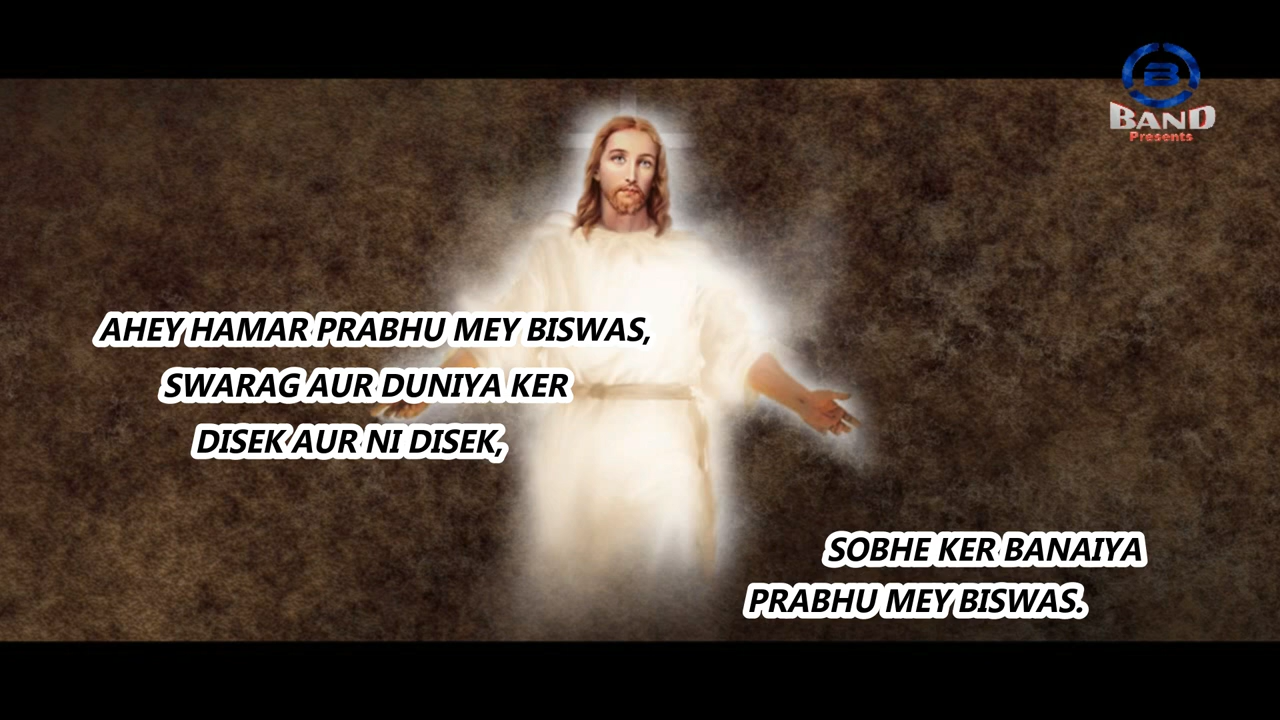 B
BAND
Presents
AHEY HAMAR PRABHU MEY BISWAS,
SWARAG AUR DUNIYA KER
DISEK AUR NI DISEK,
SOBHE KER BANAIYA
PRABHU MEY BISWAS.